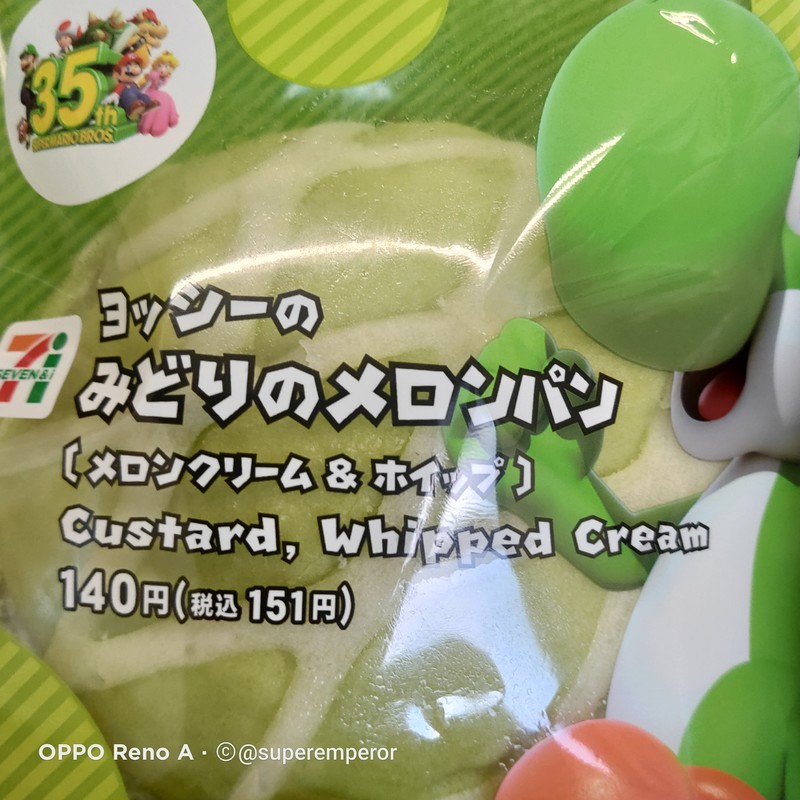 35th
SUPER MARIO BROS.
ヨッシーの
SEVEN&i
みどりのメロンパン
[メロンクリーム & ホイップ]
Custard, Whipped Cream
140円(税込 151円)
OPPO Reno A · ©@superemperor